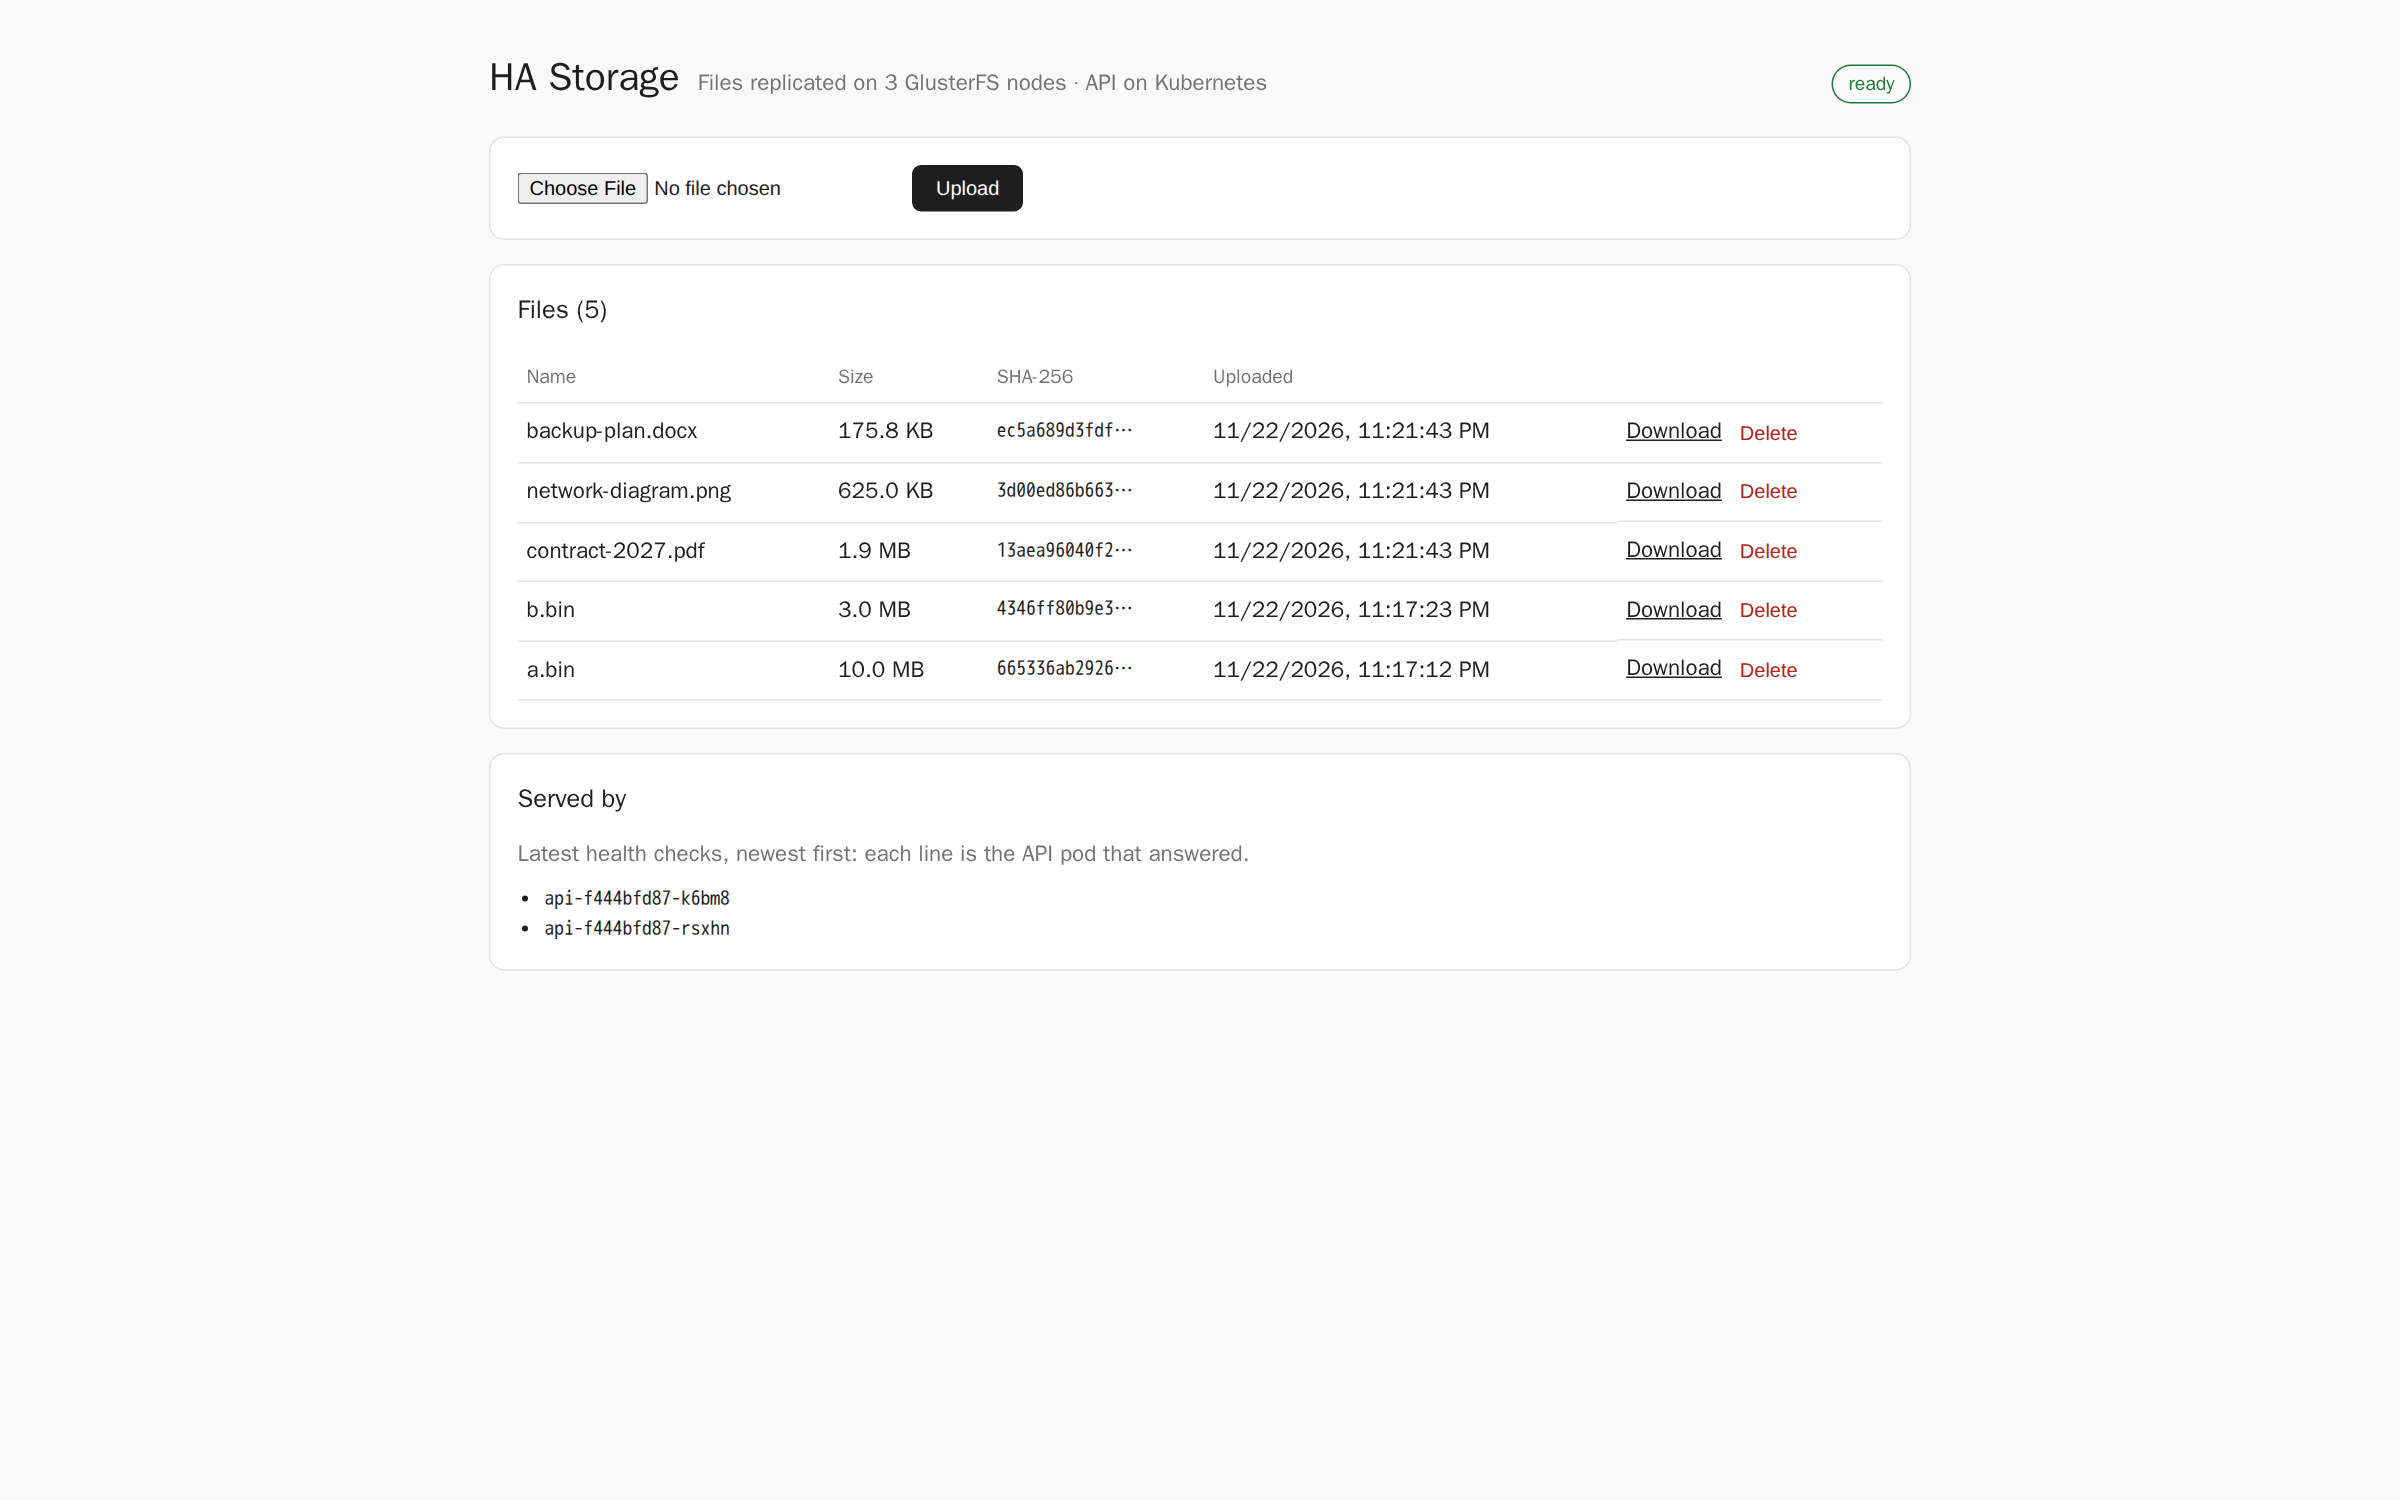 HA Storage Files replicated on 3 GlusterFS nodes · API on Kubernetes ready
Choose File No file chosen Upload
Files (5)
Name Size SHA-256 Uploaded
backup-plan.docx 175.8 KB ec5a689d3fdf… 11/22/2026, 11:21:43 PM Download Delete
network-diagram.png 625.0 KB 3d00ed86b663… 11/22/2026, 11:21:43 PM Download Delete
contract-2027.pdf 1.9 MB 13aea96040f2… 11/22/2026, 11:21:43 PM Download Delete
b.bin 3.0 MB 4346ff80b9e3… 11/22/2026, 11:17:23 PM Download Delete
a.bin 10.0 MB 665336ab2926… 11/22/2026, 11:17:12 PM Download Delete
Served by
Latest health checks, newest first: each line is the API pod that answered.
• api-f444bfd87-k6bm8
• api-f444bfd87-rsxhn